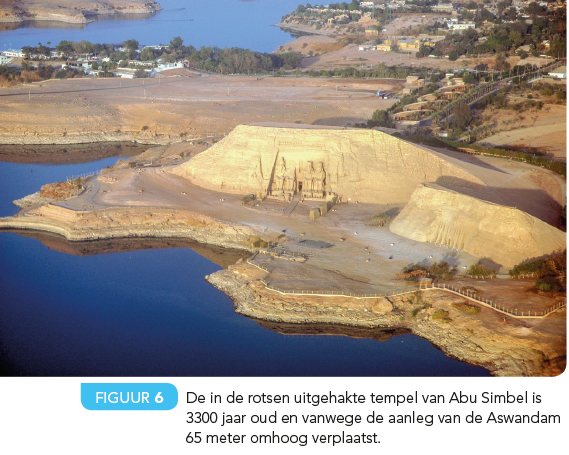 FIGUUR 6
De in de rotsen uitgehakte tempel van Abu Simbel is
3300 jaar oud en vanwege de aanleg van de Aswandam
65 meter omhoog verplaatst.